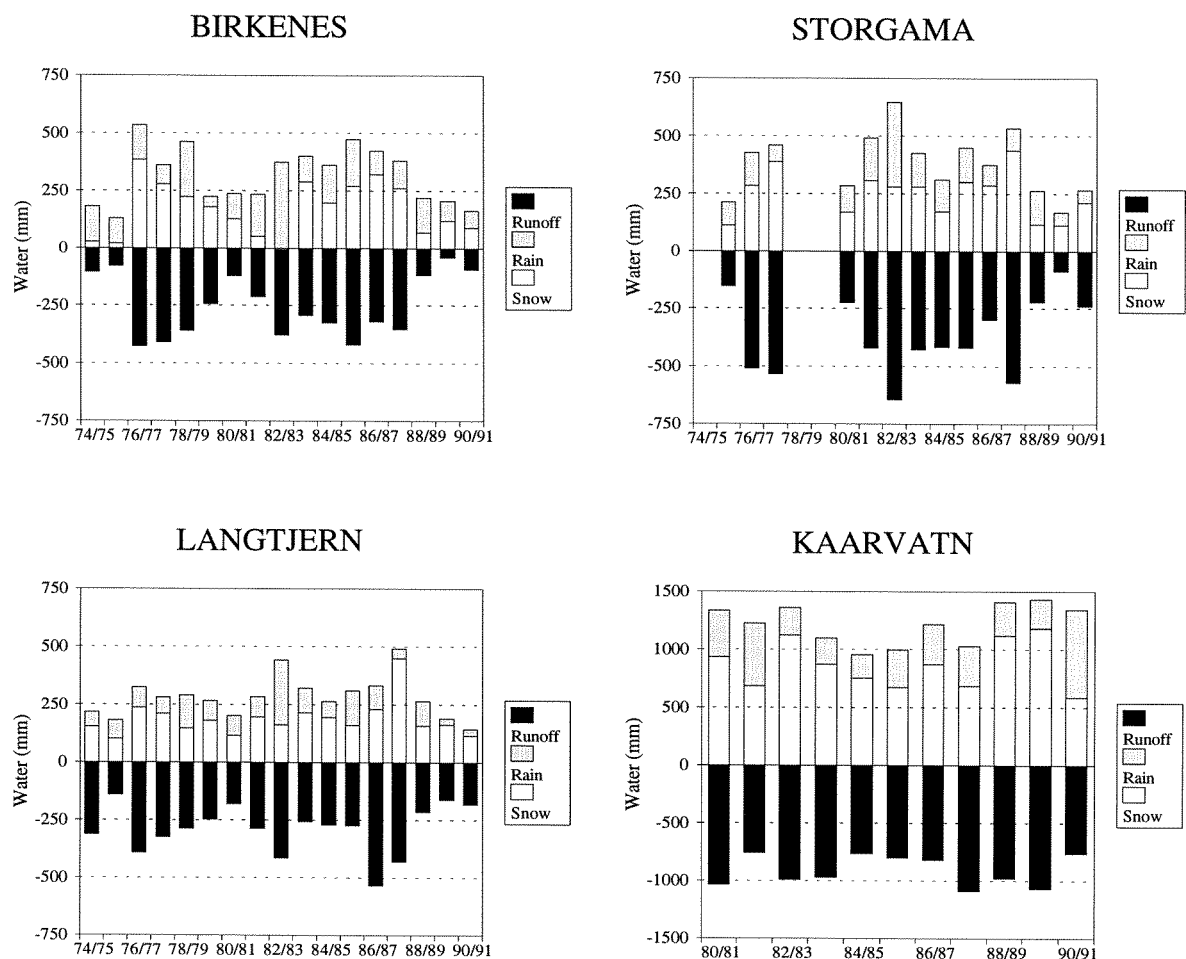 BIRKENES
750
500
250
0
-250
-500
-750
Water (mm)
74/75 76/77 78/79 80/81 82/83 84/85 86/87 88/89 90/91
Runoff
Rain
Snow
STORGAMA
750
500
250
0
-250
-500
-750
Water (mm)
74/75 76/77 78/79 80/81 82/83 84/85 86/87 88/89 90/91
Runoff
Rain
Snow
LANGTJERN
750
500
250
0
-250
-500
-750
Water (mm)
74/75 76/77 78/79 80/81 82/83 84/85 86/87 88/89 90/91
Runoff
Rain
Snow
KAARVATN
1500
1000
500
0
-500
-1000
-1500
Water (mm)
80/81 82/83 84/85 86/87 88/89 90/91
Runoff
Rain
Snow